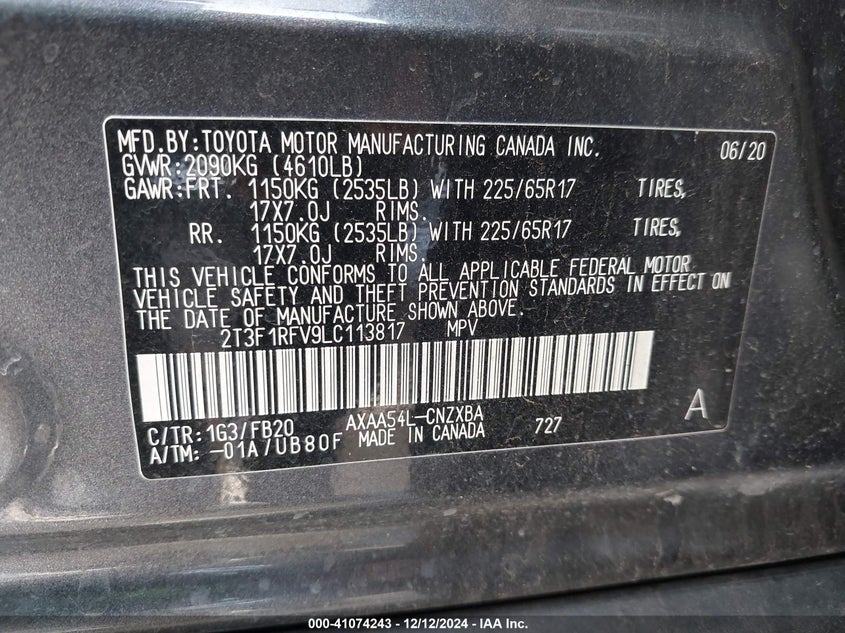 MFD.BY:TOYOTA MOTOR MANUFACTURING CANADA INC. 06/20
GVWR:2090KG (4610LB)
GAWR:FRT. 1150KG (2535LB) WITH 225/65R17 TIRES,
17X7.0J RIMS.
RR. 1150KG (2535LB) WITH 225/65R17 TIRES,
17X7.0J RIMS.
THIS VEHICLE CONFORMS TO ALL APPLICABLE FEDERAL MOTOR
VEHICLE SAFETY AND THEFT PREVENTION STANDARDS IN EFFECT ON
THE DATE OF MANUFACTURE SHOWN ABOVE.
2T3F1RFV9LC113817 MPV
C/TR:1G3/FB20 AXAA54L-CNZXBA 727 A
A/TM:-01A/UB80F MADE IN CANADA
000-41074243 - 12/12/2024 - IAA Inc.